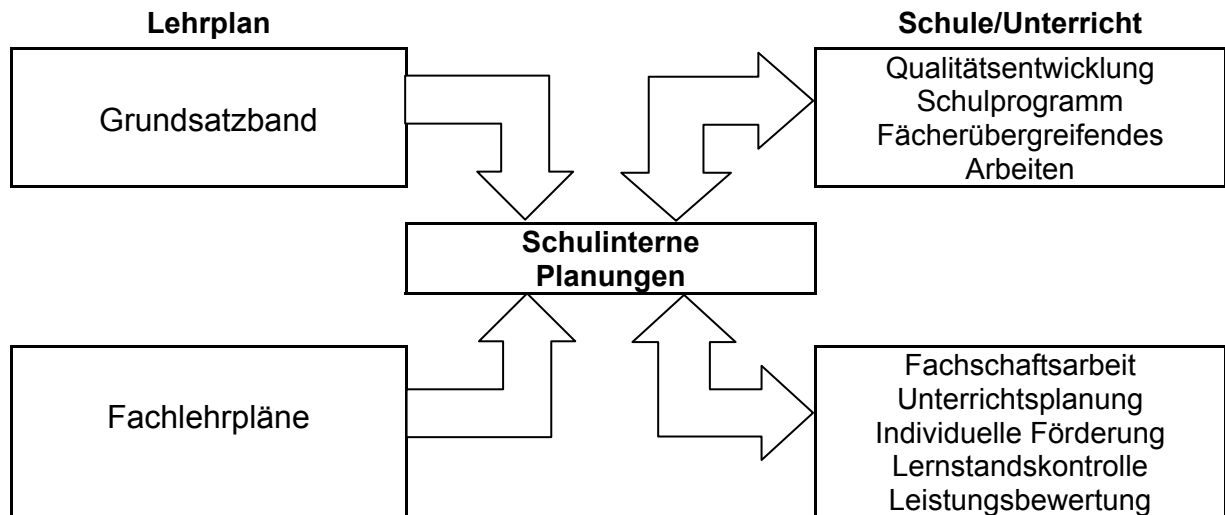 Lehrplan
Schule/Unterricht
Grundsatzband
Qualitätsentwicklung
Schulprogramm
Fächerübergreifendes
Arbeiten
Schulinterne
Planungen
Fachlehrpläne
Fachschaftsarbeit
Unterrichtsplanung
Individuelle Förderung
Lernstandskontrolle
Leistungsbewertung